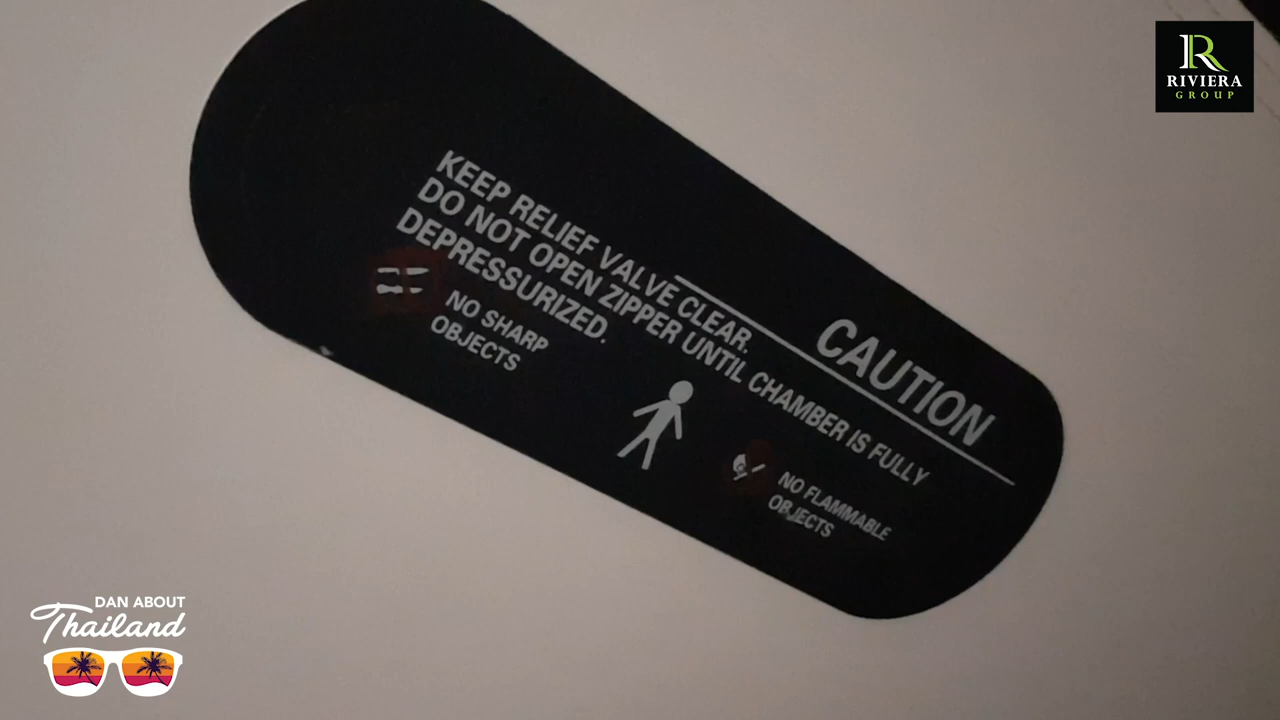 CAUTION
KEEP RELIEF VALVE CLEAR.
DO NOT OPEN ZIPPER UNTIL CHAMBER IS FULLY
DEPRESSURIZED.
NO SHARP
OBJECTS
NO FLAMMABLE
OBJECTS
R
RIVIERA
GROUP
DAN ABOUT
Thailand